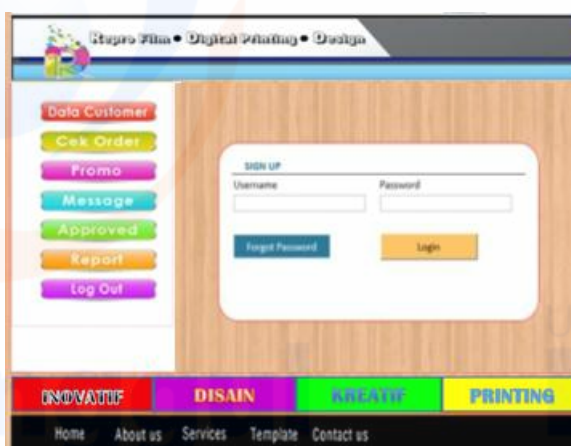 Repro Film • Digital Printing • Design
Data Customer
Cek Order
Promo
Message
Approved
Report
Log Out
SIGN UP
Username Password
Forgot Password Login
INOVATIF DISAIN KREATIF PRINTING
Home About us Services Template Contact us